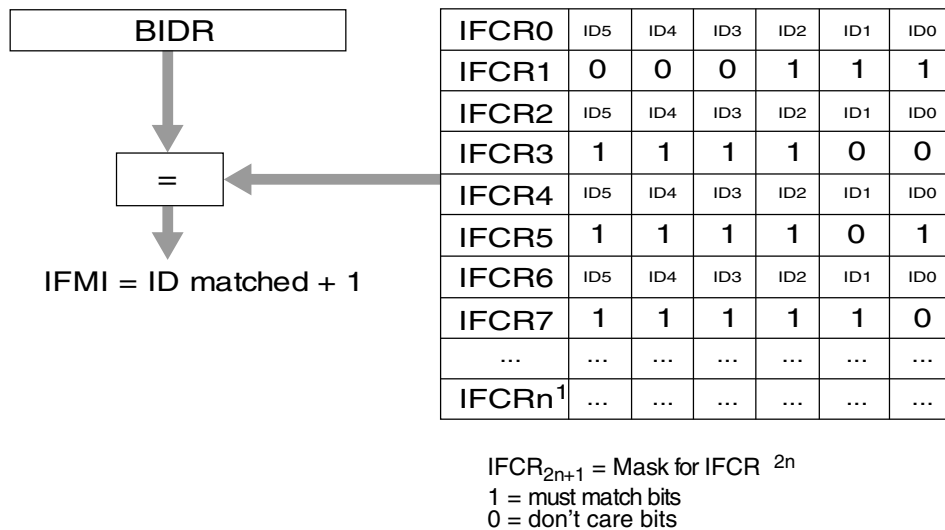 BIDR
=
IFMI = ID matched + 1
IFCR0 ID5 ID4 ID3 ID2 ID1 ID0
IFCR1 0 0 0 1 1 1
IFCR2 ID5 ID4 ID3 ID2 ID1 ID0
IFCR3 1 1 1 1 0 0
IFCR4 ID5 ID4 ID3 ID2 ID1 ID0
IFCR5 1 1 1 1 0 1
IFCR6 ID5 ID4 ID3 ID2 ID1 ID0
IFCR7 1 1 1 1 1 0
... ... ... ... ... ... ...
IFCRn¹ ... ... ... ... ... ...
IFCR₂ₙ₊₁ = Mask for IFCR ²ⁿ
1 = must match bits
0 = don't care bits